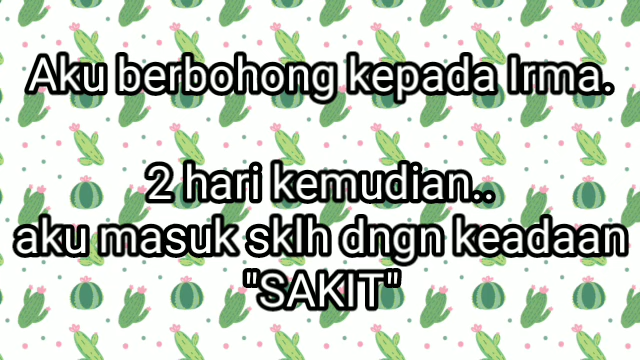 Aku berbohong kepada Irma.
2 hari kemudian..
aku masuk sklh dngn keadaan
"SAKIT"